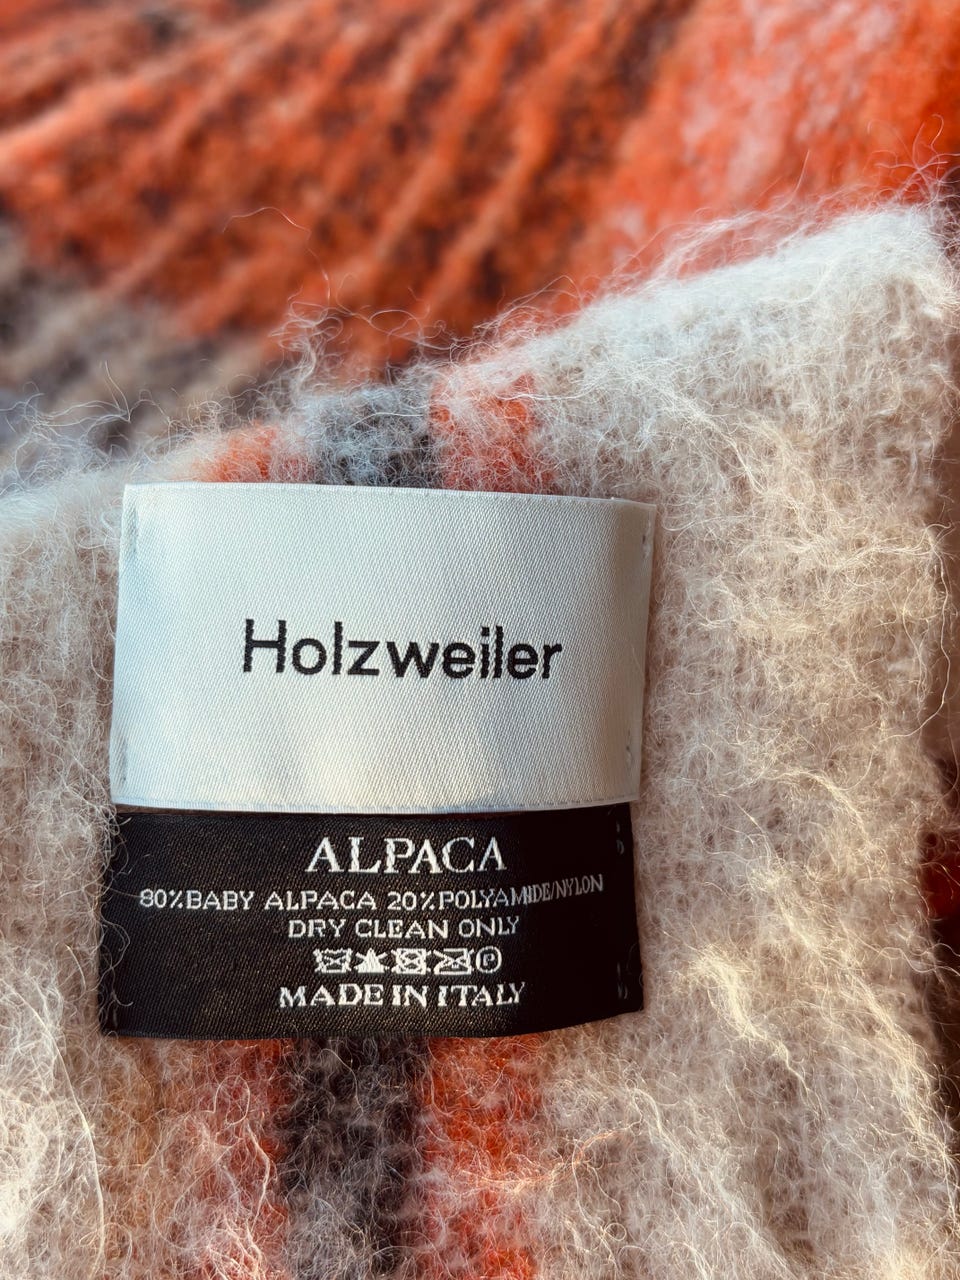 Holzweiler
ALPACA
80%BABY ALPACA 20%POLYAMIDE/NYLON
DRY CLEAN ONLY
P
MADE IN ITALY